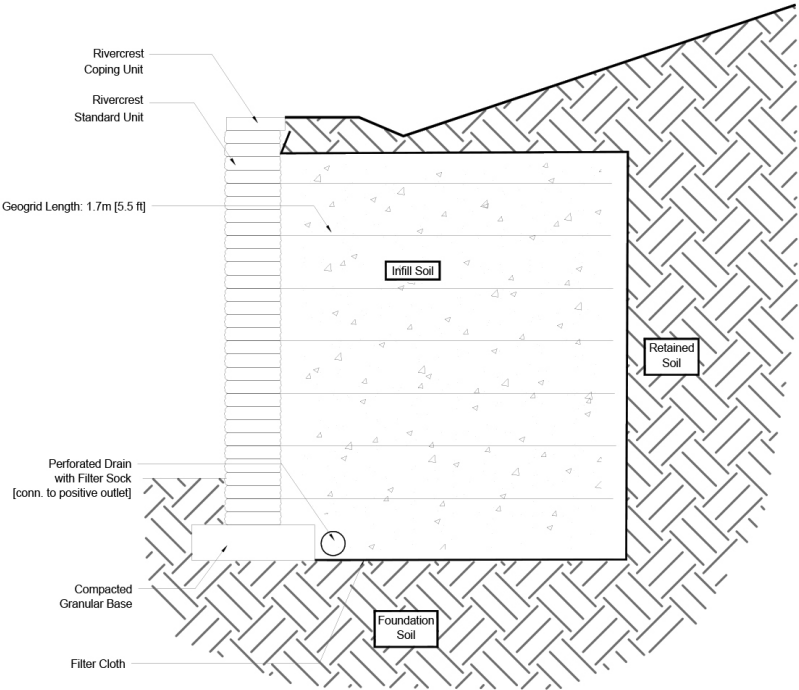 Rivercrest
Coping Unit
Rivercrest
Standard Unit
Geogrid Length: 1.7m [5.5 ft]
Infill Soil
Retained
Soil
Perforated Drain
with Filter Sock
[conn. to positive outlet]
Compacted
Granular Base
Foundation
Soil
Filter Cloth